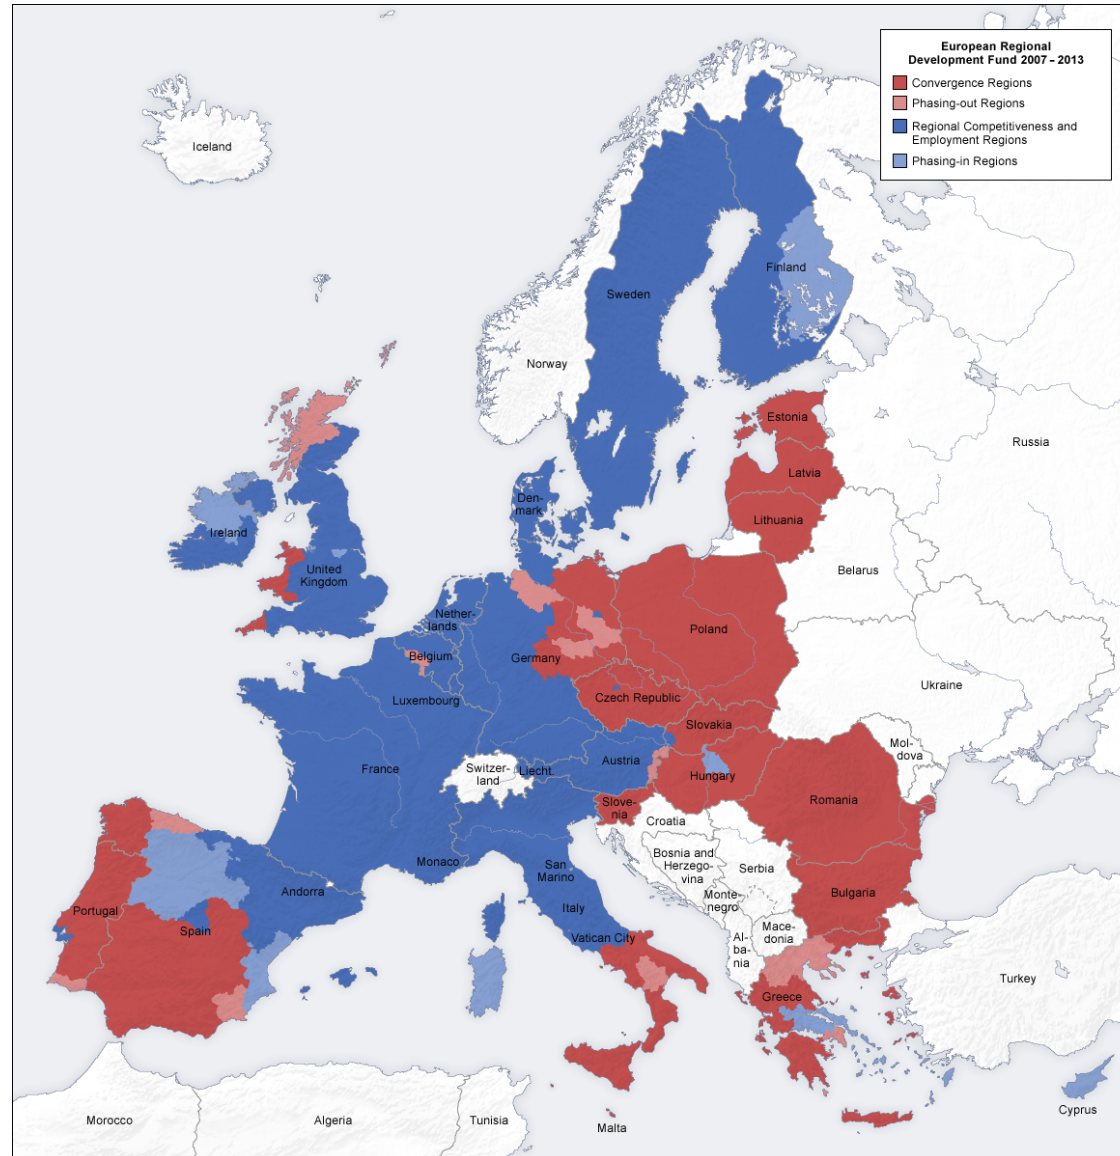 European Regional
Development Fund 2007 – 2013
Convergence Regions
Phasing-out Regions
Regional Competitiveness and
Employment Regions
Phasing-in Regions
Iceland
Finland
Sweden
Norway
Estonia
Russia
Latvia
Den-
mark
Lithuania
Ireland
United
Kingdom
Belarus
Nether-
lands
Poland
Belgium
Germany
Ukraine
Luxembourg
Czech Republic
Slovakia
Mol-
dova
France
Switzer-
land
Liecht.
Austria
Hungary
Romania
Slove-
nia
Croatia
Monaco
San
Marino
Bosnia and
Herzego-
vina
Serbia
Andorra
Bulgaria
Monte-
negro
Portugal
Spain
Italy
Vatican City
Al-
ba-
nia
Mace-
donia
Turkey
Greece
Morocco
Algeria
Tunisia
Malta
Cyprus